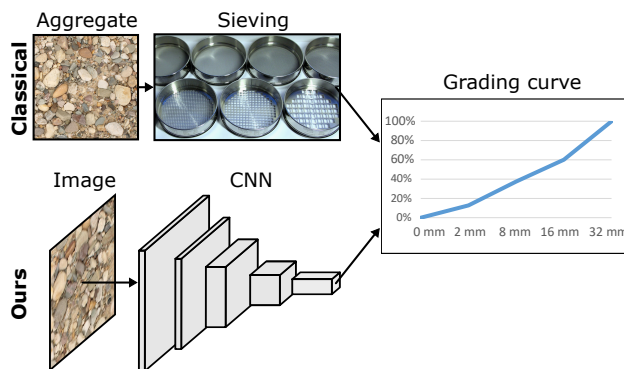 Classical
Aggregate
Sieving
Grading curve
100%
80%
60%
40%
20%
0%
0 mm 2 mm 8 mm 16 mm 32 mm
Ours
Image
CNN